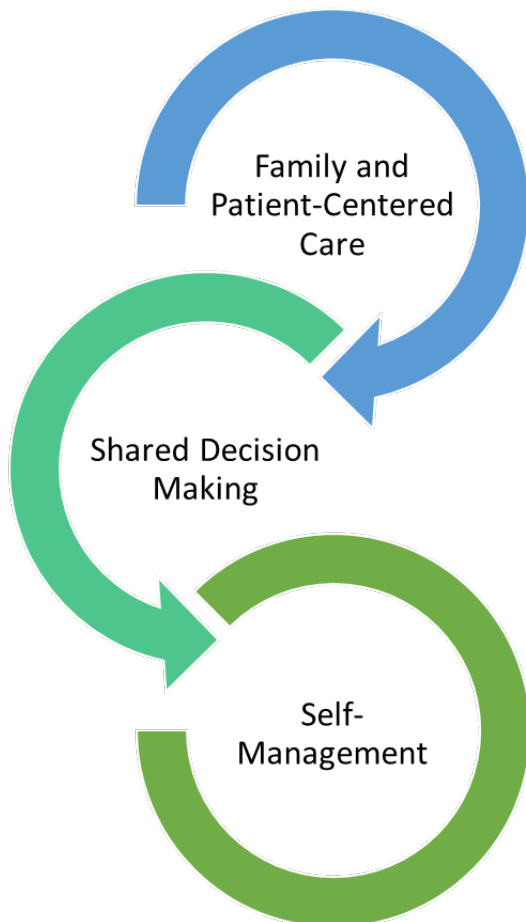 Family and
Patient-Centered
Care
Shared Decision
Making
Self-
Management